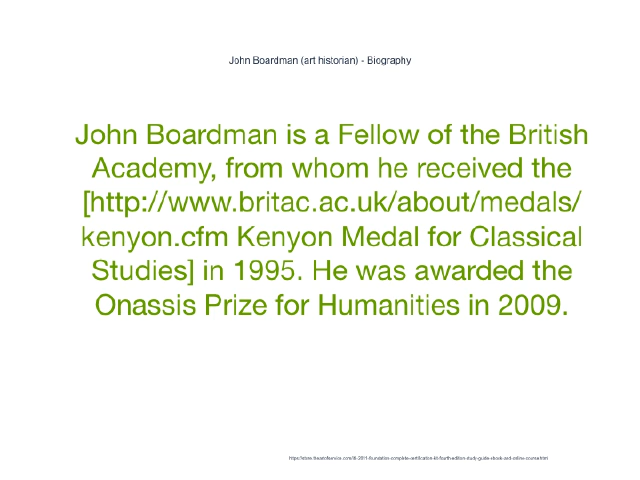 John Boardman (art historian) - Biography
John Boardman is a Fellow of the British
Academy, from whom he received the
[http://www.britac.ac.uk/about/medals/
kenyon.cfm Kenyon Medal for Classical
Studies] in 1995. He was awarded the
Onassis Prize for Humanities in 2009.